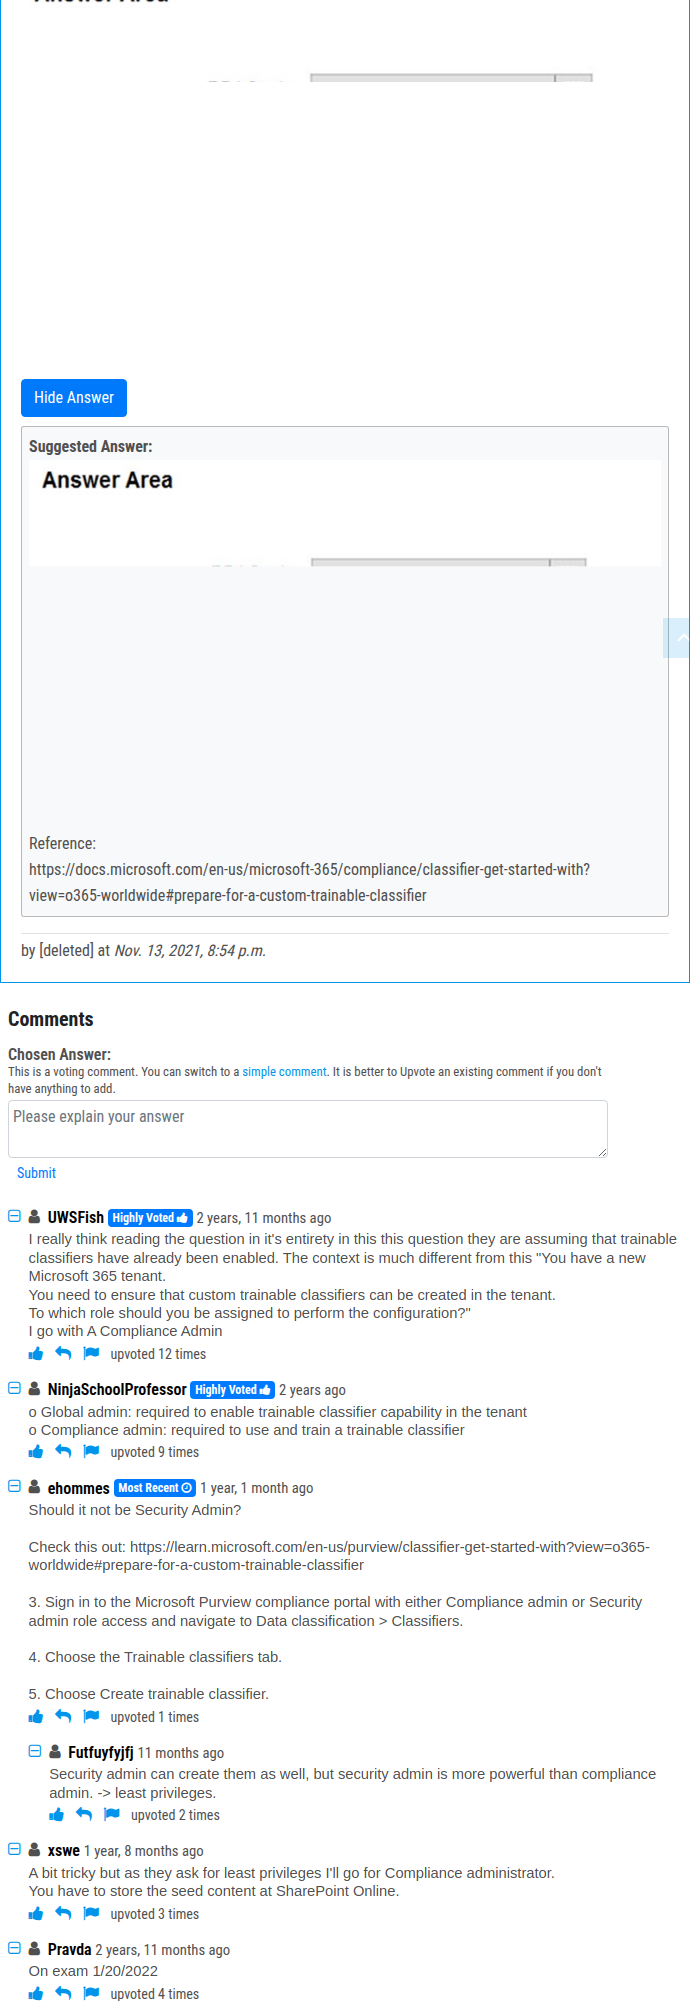 Hide Answer
Suggested Answer:
Answer Area
Reference:
https://docs.microsoft.com/en-us/microsoft-365/compliance/classifier-get-started-with?
view=o365-worldwide#prepare-for-a-custom-trainable-classifier
by [deleted] at Nov. 13, 2021, 8:54 p.m.
Comments
Chosen Answer:
This is a voting comment. You can switch to a simple comment. It is better to Upvote an existing comment if you don't
have anything to add.
Please explain your answer
Submit
UWSFish Highly Voted 2 years, 11 months ago
I really think reading the question in it's entirety in this this question they are assuming that trainable
classifiers have already been enabled. The context is much different from this "You have a new
Microsoft 365 tenant.
You need to ensure that custom trainable classifiers can be created in the tenant.
To which role should you be assigned to perform the configuration?"
I go with A Compliance Admin
upvoted 12 times
NinjaSchoolProfessor Highly Voted 2 years ago
o Global admin: required to enable trainable classifier capability in the tenant
o Compliance admin: required to use and train a trainable classifier
upvoted 9 times
ehommes Most Recent 1 year, 1 month ago
Should it not be Security Admin?
Check this out: https://learn.microsoft.com/en-us/purview/classifier-get-started-with?view=o365-
worldwide#prepare-for-a-custom-trainable-classifier
3. Sign in to the Microsoft Purview compliance portal with either Compliance admin or Security
admin role access and navigate to Data classification > Classifiers.
4. Choose the Trainable classifiers tab.
5. Choose Create trainable classifier.
upvoted 1 times
Futfuyfyjfj 11 months ago
Security admin can create them as well, but security admin is more powerful than compliance
admin. -> least privileges.
upvoted 2 times
xswe 1 year, 8 months ago
A bit tricky but as they ask for least privileges I'll go for Compliance administrator.
You have to store the seed content at SharePoint Online.
upvoted 3 times
Pravda 2 years, 11 months ago
On exam 1/20/2022
upvoted 4 times